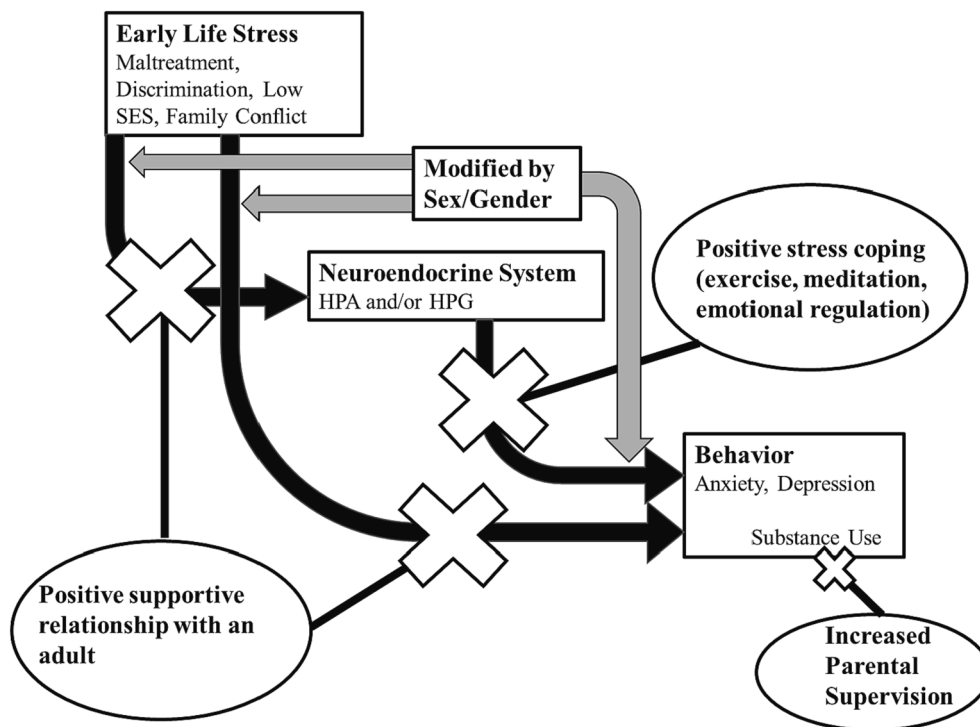 Early Life Stress
Maltreatment,
Discrimination, Low
SES, Family Conflict
Modified by
Sex/Gender
Positive stress coping
(exercise, meditation,
emotional regulation)
Neuroendocrine System
HPA and/or HPG
Behavior
Anxiety, Depression
Substance Use
Positive supportive
relationship with an
adult
Increased
Parental
Supervision